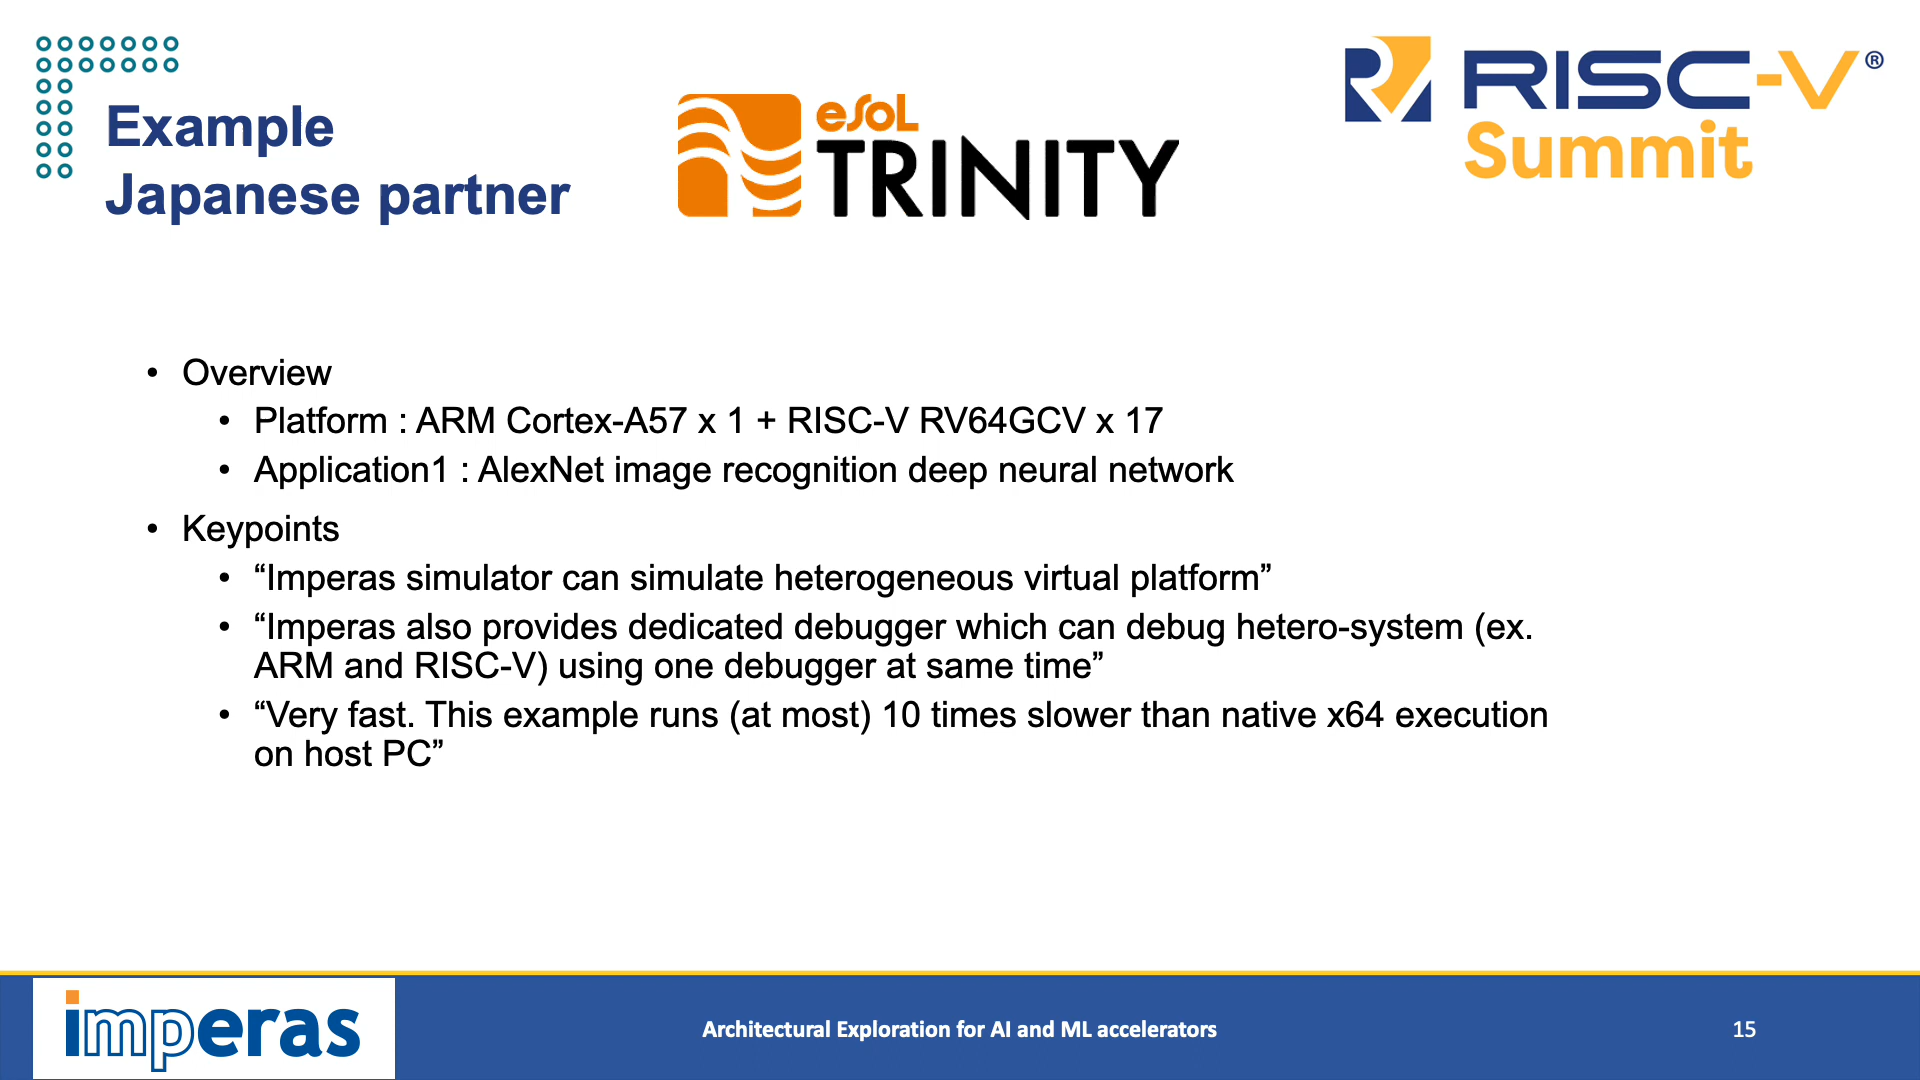 Example
Japanese partner
eSOL
TRINITY
RISC-V®
Summit
• Overview
• Platform : ARM Cortex-A57 x 1 + RISC-V RV64GCV x 17
• Application1 : AlexNet image recognition deep neural network
• Keypoints
• “Imperas simulator can simulate heterogeneous virtual platform”
• “Imperas also provides dedicated debugger which can debug hetero-system (ex.
ARM and RISC-V) using one debugger at same time”
• “Very fast. This example runs (at most) 10 times slower than native x64 execution
on host PC”
imperas
Architectural Exploration for AI and ML accelerators
15